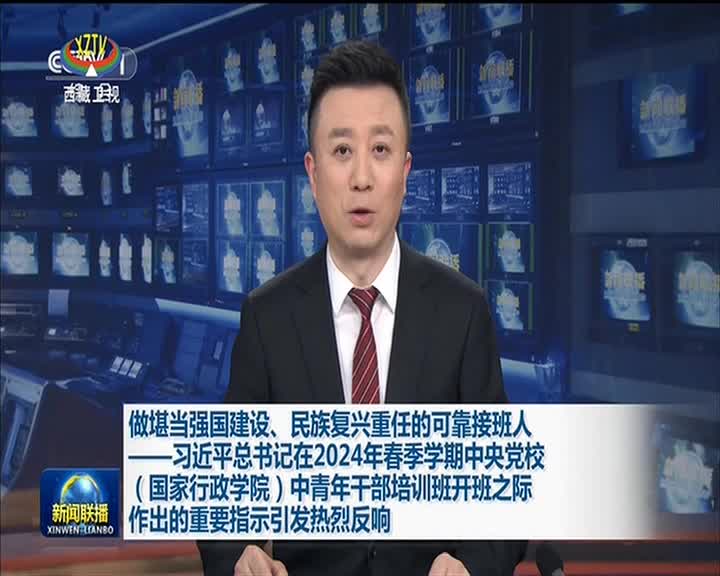 XZTV
1
西藏卫视
做堪当强国建设、民族复兴重任的可靠接班人
——习近平总书记在2024年春季学期中央党校
（国家行政学院）中青年干部培训班开班之际
作出的重要指示引发热烈反响
新闻联播
XINWEN-LIANBO